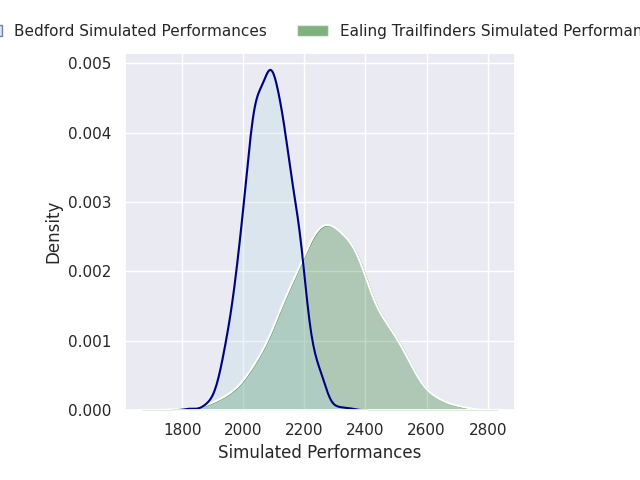 Bedford Simulated Performances
Ealing Trailfinders Simulated Performan
0.005
0.004
0.003
0.002
0.001
0.000
Density
1800 2000 2200 2400 2600 2800
Simulated Performances